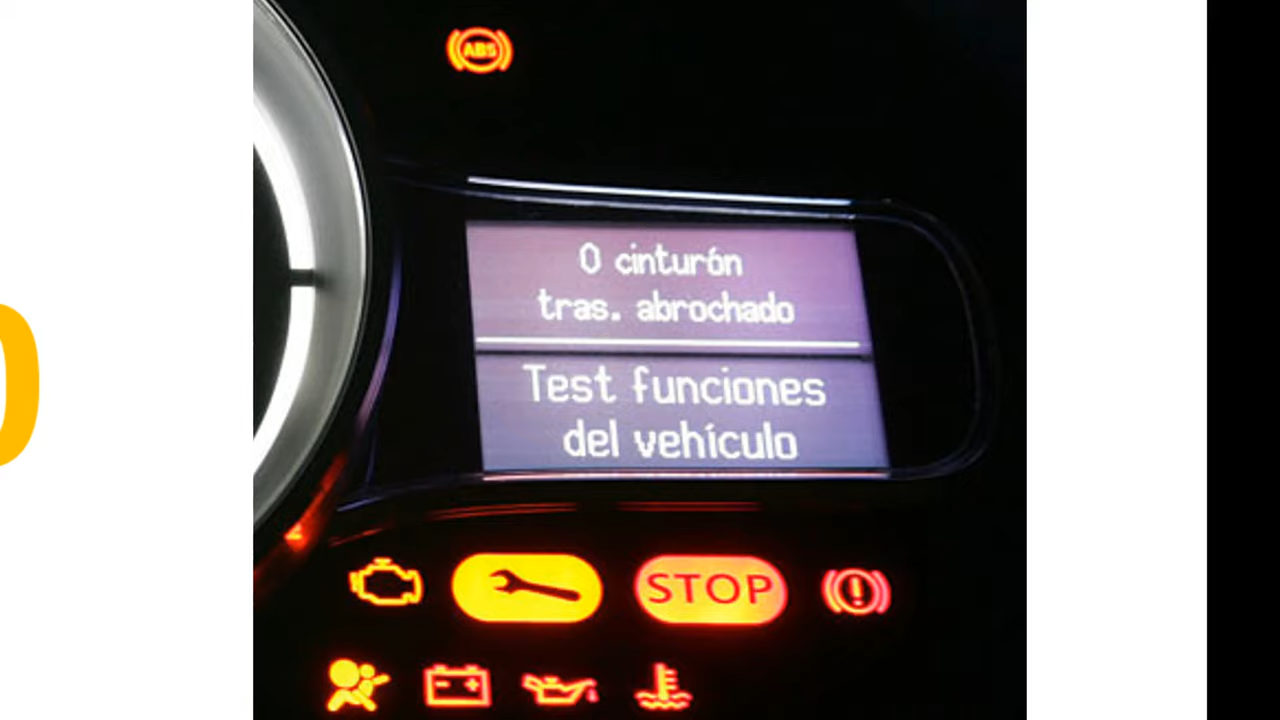 ABS
0 cinturón
tras. abrochado
Test funciones
del vehículo
STOP